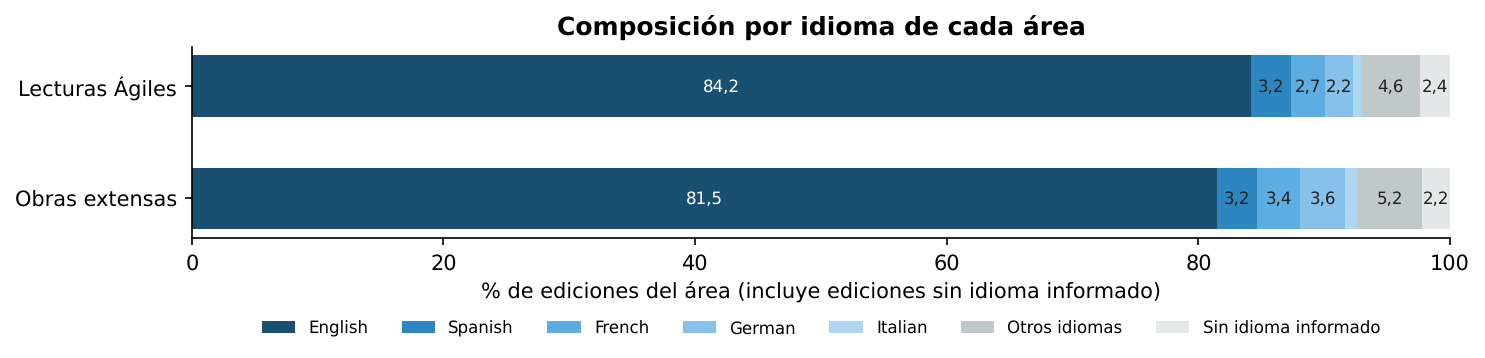 Composición por idioma de cada área
Lecturas Ágiles 84,2 3,2 2,7 2,2 4,6 2,4
Obras extensas 81,5 3,2 3,4 3,6 5,2 2,2
0 20 40 60 80 100
% de ediciones del área (incluye ediciones sin idioma informado)
English Spanish French German Italian Otros idiomas Sin idioma informado